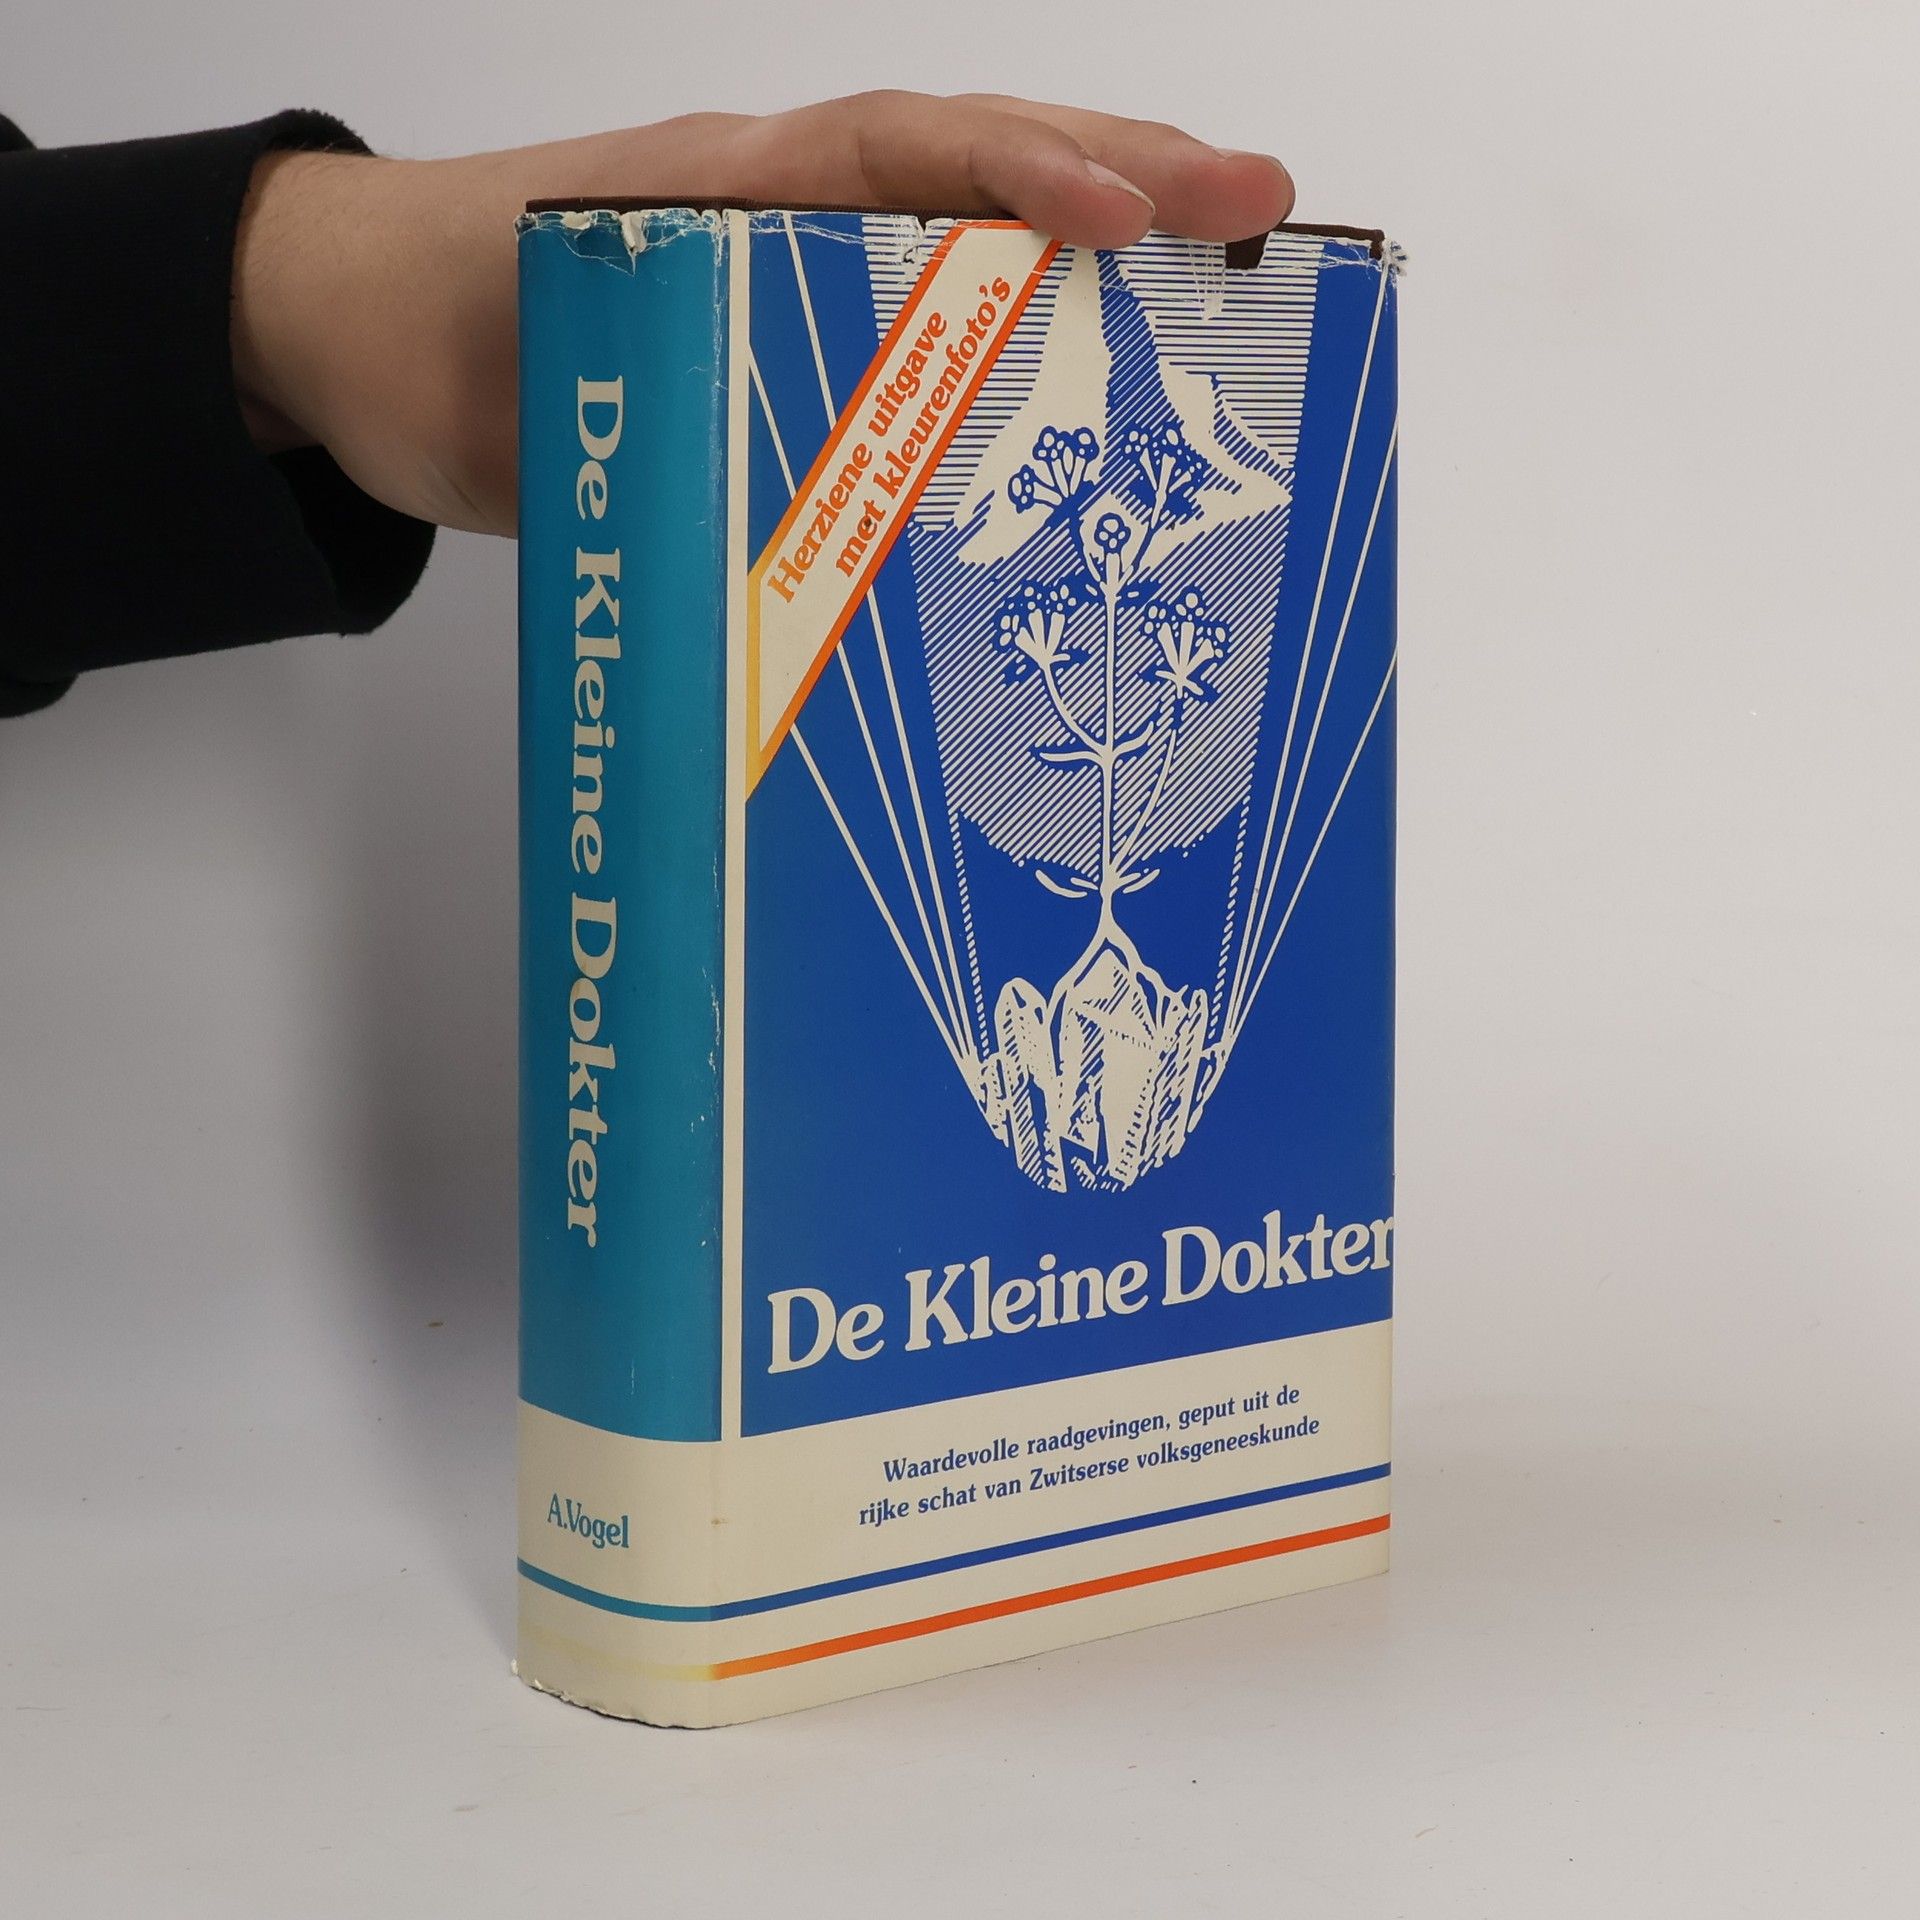 De Kleine Dokter
A.Vogel
Herziene uitgave
met kleurenfoto's
De Kleine Dokter
Waardevolle raadgevingen, geput uit de
rijke schat van Zwitserse volksgeneeskunde